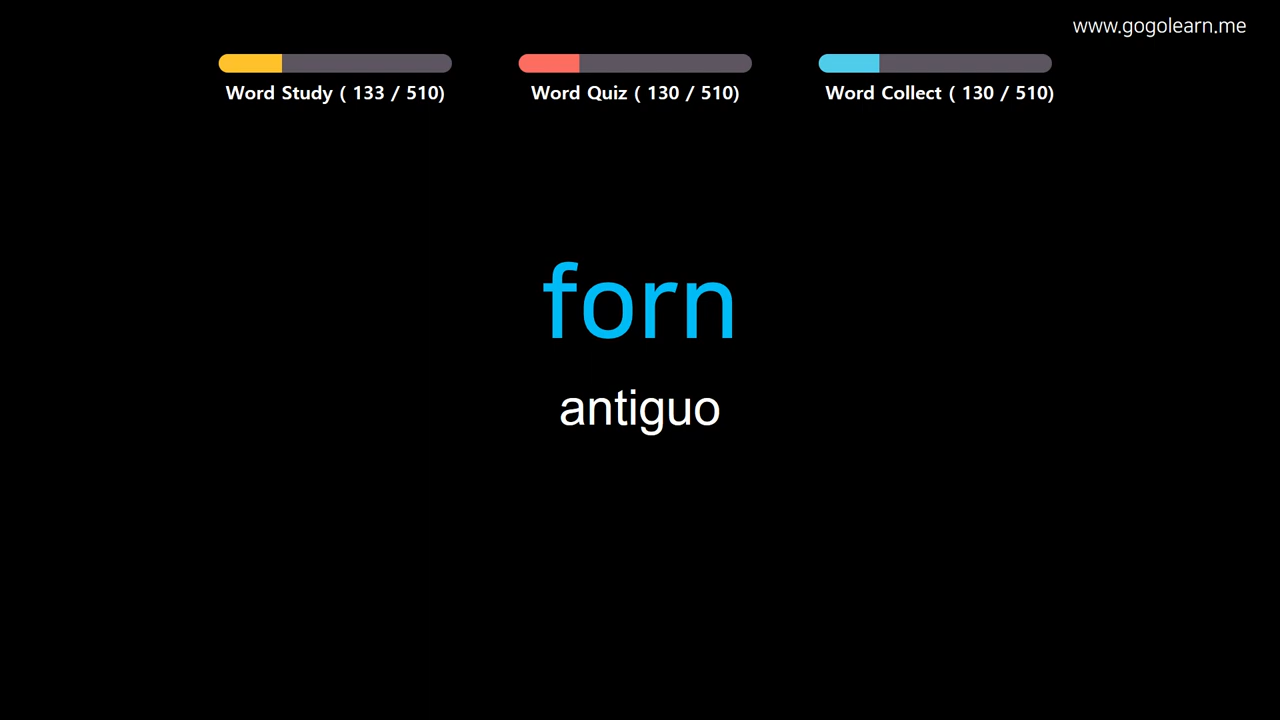 www.gogolearn.me
Word Study ( 133 / 510)
Word Quiz ( 130 / 510)
Word Collect ( 130 / 510)
forn
antiguo